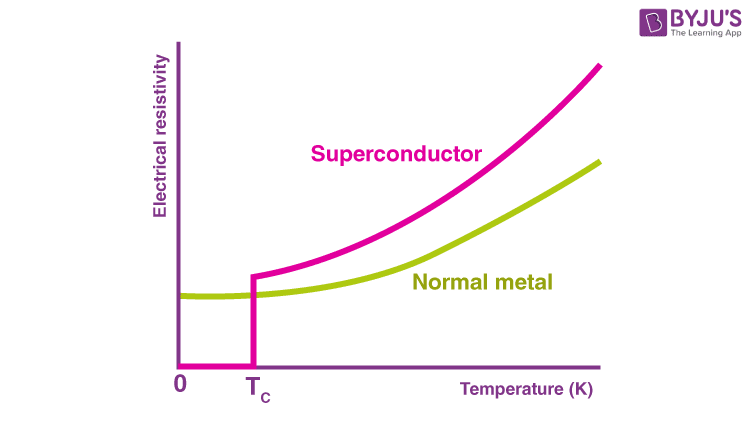 BYJU'S
The Learning App
Electrical resistivity
Superconductor
Normal metal
0
TC
Temperature (K)